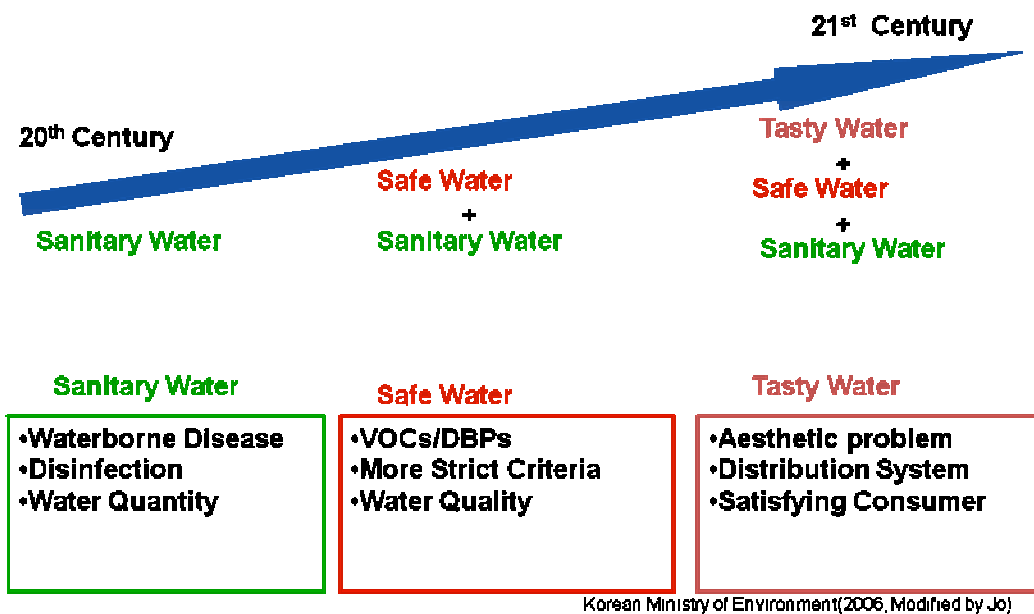 21st Century
20th Century
Tasty Water
+
Safe Water
+
Sanitary Water
Safe Water
+
Sanitary Water
Sanitary Water
Sanitary Water
•Waterborne Disease
•Disinfection
•Water Quantity
Safe Water
•VOCs/DBPs
•More Strict Criteria
•Water Quality
Tasty Water
•Aesthetic problem
•Distribution System
•Satisfying Consumer
Korean Ministry of Environment(2006, Modified by Jo)